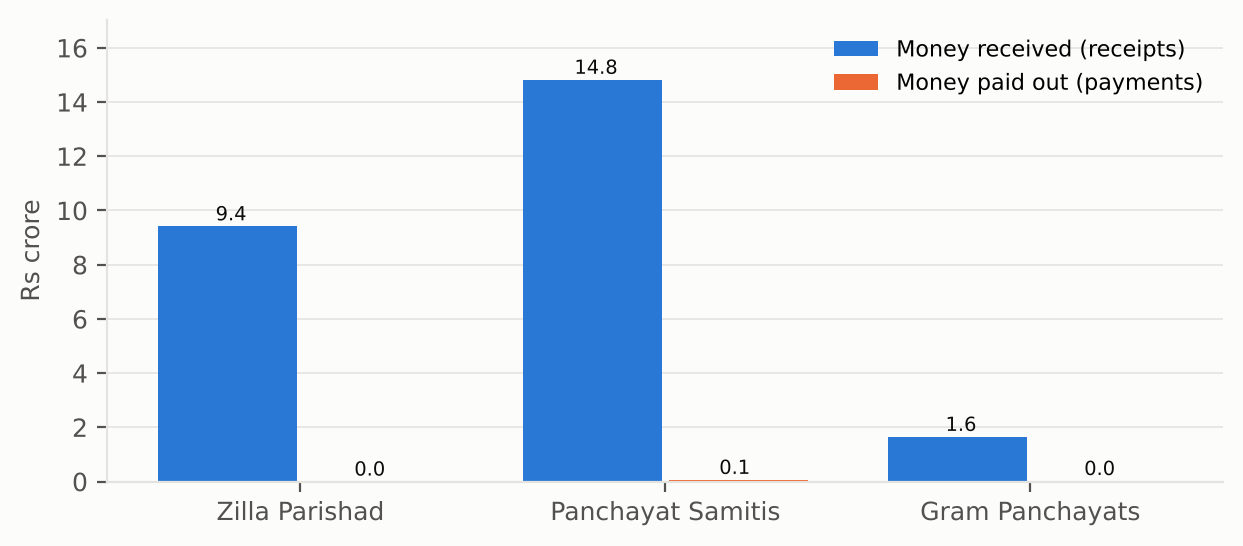 Money received (receipts)
Money paid out (payments)
Rs crore
16
14
12
10
8
6
4
2
0
9.4
0.0
14.8
0.1
1.6
0.0
Zilla Parishad
Panchayat Samitis
Gram Panchayats